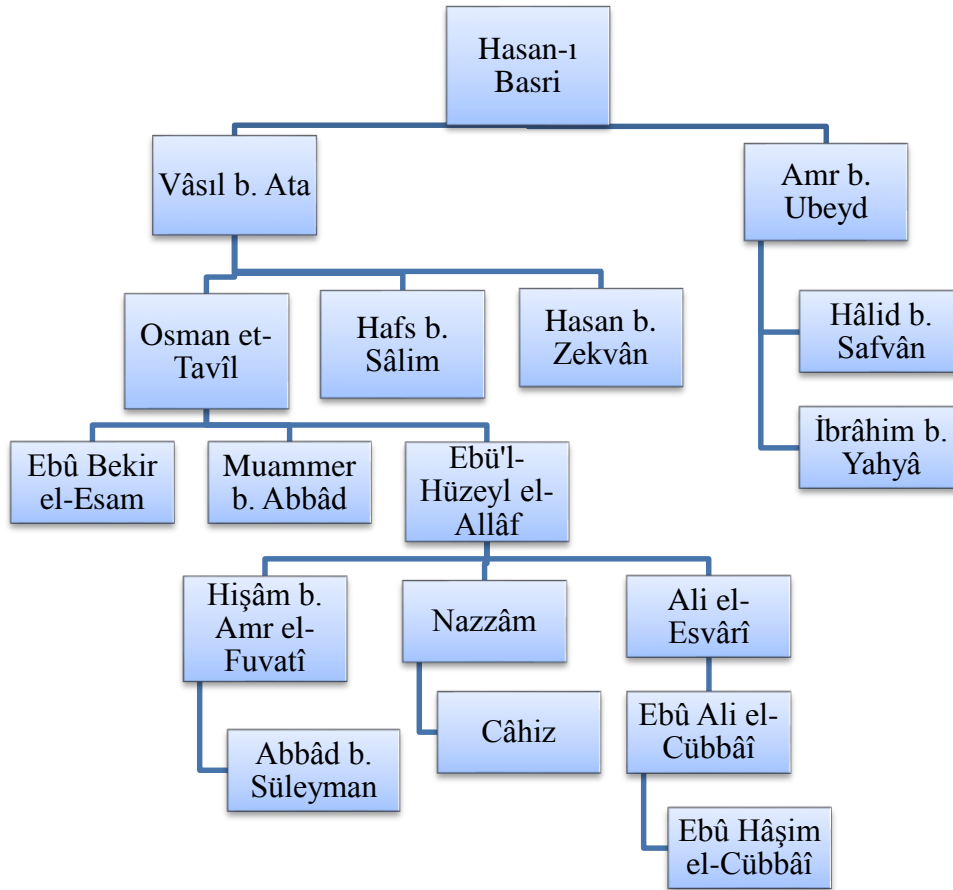 Hasan-ı
Basri
Vâsıl b. Ata
Amr b.
Ubeyd
Osman et-
Tavîl
Hafs b.
Sâlim
Hasan b.
Zekvân
Hâlid b.
Safvân
İbrâhim b.
Yahyâ
Ebû Bekir
el-Esam
Muammer
b. Abbâd
Ebü'l-
Hüzeyl el-
Allâf
Hişâm b.
Amr el-
Fuvatî
Nazzâm
Ali el-
Esvârî
Abbâd b.
Süleyman
Câhiz
Ebû Ali el-
Cübbâî
Ebû Hâşim
el-Cübbâî